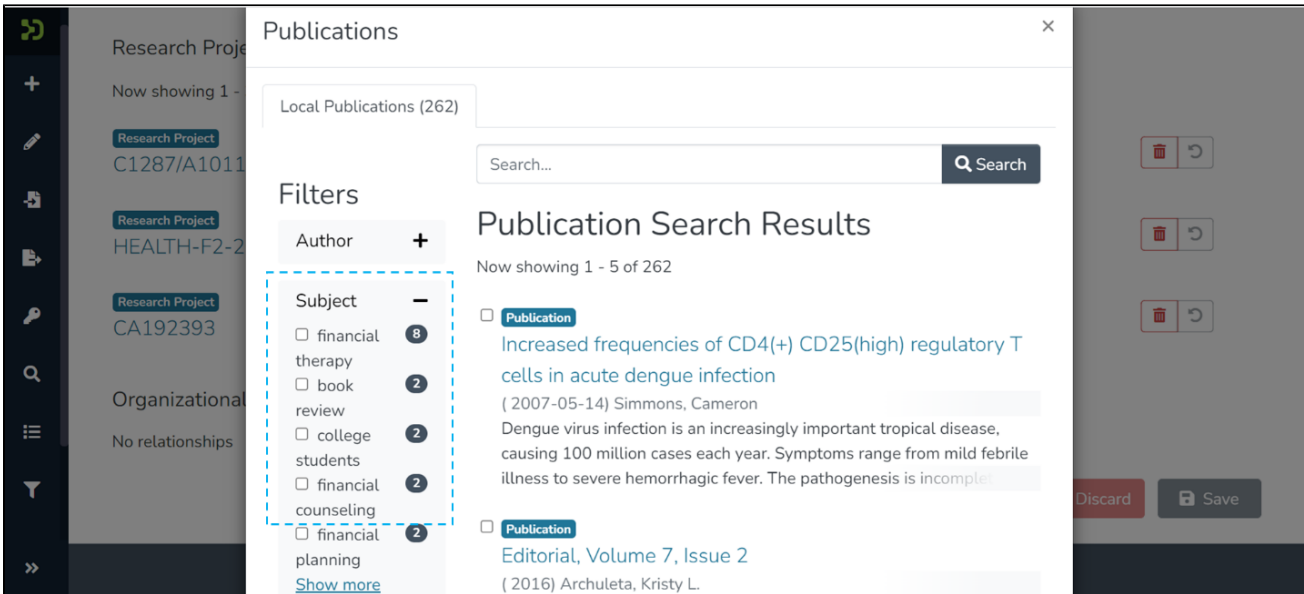 Publications
×
Research Proje
Now showing 1 -
Local Publications (262)
Research Project
C1287/A1011
Search...
Search
Filters
Research Project
HEALTH-F2-2
Author
Publication Search Results
Now showing 1 - 5 of 262
Subject
Research Project
CA192393
financial 8
therapy
book 2
review
college 2
students
financial 2
counseling
financial 2
planning
Show more
Publication
Increased frequencies of CD4(+) CD25(high) regulatory T
cells in acute dengue infection
( 2007-05-14) Simmons, Cameron
Dengue virus infection is an increasingly important tropical disease,
causing 100 million cases each year. Symptoms range from mild febrile
illness to severe hemorrhagic fever. The pathogenesis is incomple
Publication
Editorial, Volume 7, Issue 2
( 2016) Archuleta, Kristy L.
Organizational
No relationships
Discard
Save